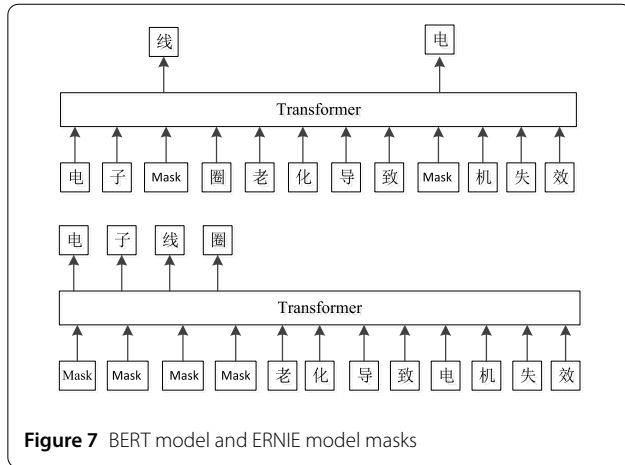 线 电
Transformer
电 子 Mask 圈 老 化 导 致 Mask 机 失 效
电 子 线 圈
Transformer
Mask Mask Mask Mask 老 化 导 致 电 机 失 效
Figure 7 BERT model and ERNIE model masks